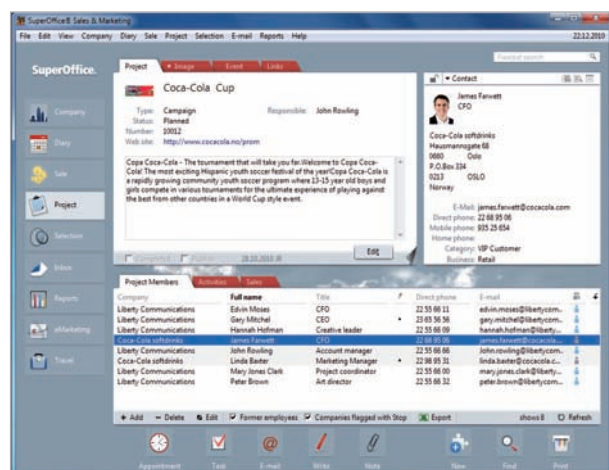 SuperOffice® Sales & Marketing
File Edit View Company Diary Sale Project Selection E-mail Reports Help 22.12.2010
SuperOffice.
Company
Diary
Sale
Project
Selection
Inbox
Reports
eMarketing
Travel
Project Image Event Links
Coca-Cola Cup
Type: Campaign Responsible: John Rowling
Status: Planned
Number: 10012
Web site: http://www.cocacola.no/prom
Copa Coca-Cola - The tournament that will take you far.Welcome to Copa Coca-
Cola! The most exciting Hispanic youth soccer festival of the year!Copa Coca-Cola is
a rapidly growing community youth soccer program where 13-15 year old boys and
girls compete in various tournaments for the ultimate experience of playing against
the best from other countries in a World Cup style event.
Completed
Edit
search
Contact
James Farwett
CFO
Coca-Cola softdrinks
Hausmannsgate 68
0660 Oslo
P.O.Box 334
0213 OSLO
Norway
E-Mail: james.farwett@cocacola.com
Direct phone: 22 68 95 06
Mobile phone: 935 25 654
Home phone:
Category: VIP Customer
Business: Retail
Project Members Activities Sales
Company Full name Title Direct phone E-mail
Liberty Communications Edvin Moses CFO 22 55 66 11 edvin.moses@libertycom...
Liberty Communications Gary Mitchel CEO 23 63 56 56 gary.mitchel@libertycom...
Liberty Communications Hannah Hofman Creative leader 22 55 66 09 hannah.hofman@liberty...
Coca-Cola softdrinks James Farwett CFO 22 68 95 06 james.farwett@cocacola...
Liberty Communications John Rowling Account manager 22 55 66 66 John.rowling@libertycom...
Coca-Cola softdrinks Linda Baxter Marketing Manager 22 98 95 31 linda.baxter@cocacola.c...
Liberty Communications Mary Jones Clark Project coordinator 22 55 66 00 mary.jones.clark@liberty...
Liberty Communications Peter Brown Art director 22 55 66 32 peter.brown@libertycom...
Add Delete Edit Former employees Companies flagged with Stop Export shows 8 Refresh
Appointment Task E-mail Write Note New Find Print